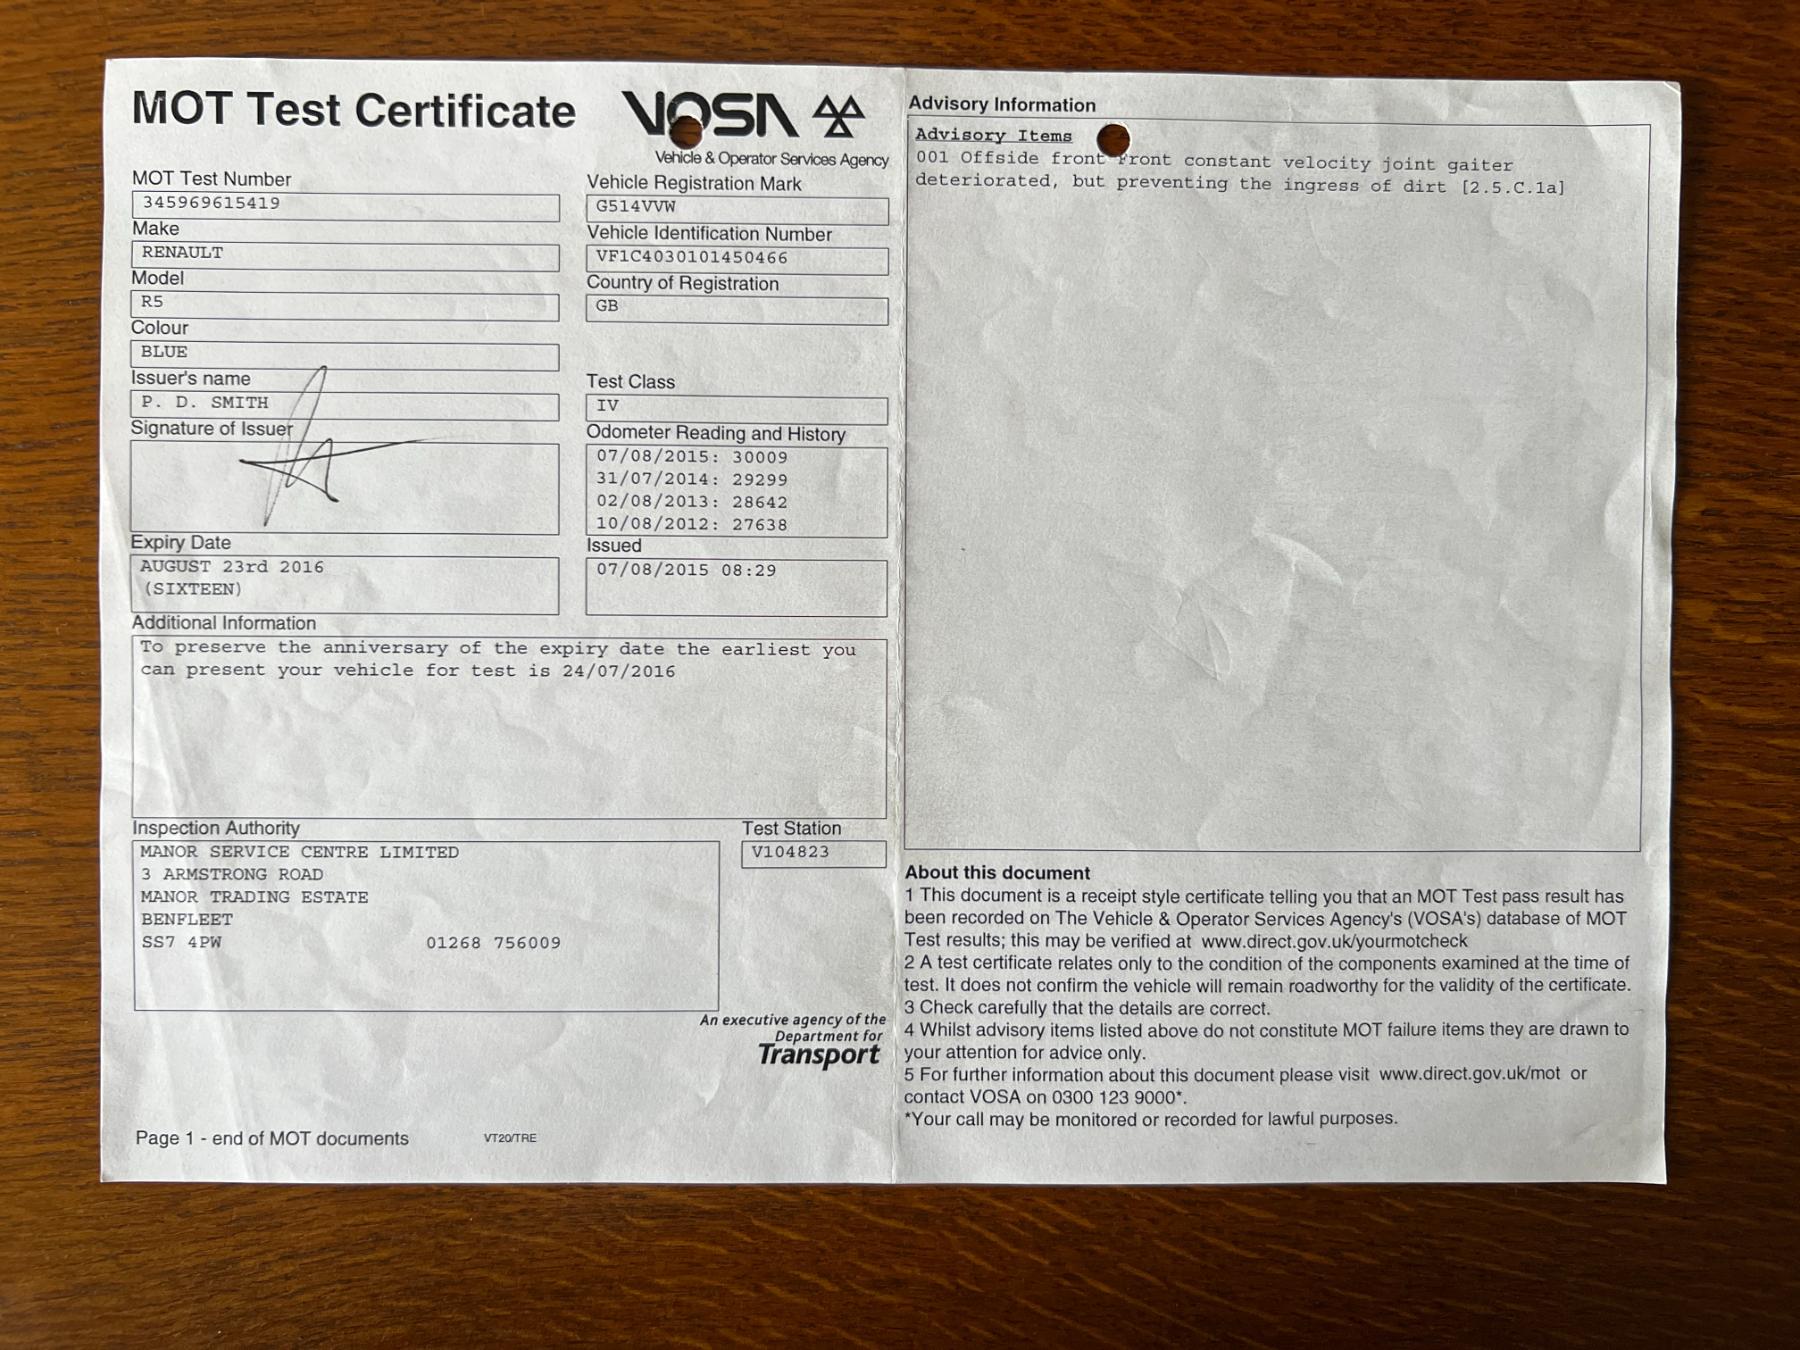 MOT Test Certificate
VOSA
Vehicle & Operator Services Agency
MOT Test Number
345969615419
Make
RENAULT
Model
R5
Colour
BLUE
Issuer's name
P. D. SMITH
Signature of Issuer
Vehicle Registration Mark
G514VVW
Vehicle Identification Number
VF1C4030101450466
Country of Registration
GB
Test Class
IV
Odometer Reading and History
07/08/2015: 30009
31/07/2014: 29299
02/08/2013: 28642
10/08/2012: 27638
Expiry Date
AUGUST 23rd 2016
(SIXTEEN)
Issued
07/08/2015 08:29
Additional Information
To preserve the anniversary of the expiry date the earliest you
can present your vehicle for test is 24/07/2016
Inspection Authority
MANOR SERVICE CENTRE LIMITED
3 ARMSTRONG ROAD
MANOR TRADING ESTATE
BENFLEET
SS7 4PW 01268 756009
Test Station
V104823
An executive agency of the
Department for
Transport
Page 1 - end of MOT documents
VT20/TRE
Advisory Information
Advisory Items
001 Offside front Front constant velocity joint gaiter
deteriorated, but preventing the ingress of dirt [2.5.C.1a]
About this document
1 This document is a receipt style certificate telling you that an MOT Test pass result has
been recorded on The Vehicle & Operator Services Agency's (VOSA's) database of MOT
Test results; this may be verified at www.direct.gov.uk/yourmotcheck
2 A test certificate relates only to the condition of the components examined at the time of
test. It does not confirm the vehicle will remain roadworthy for the validity of the certificate.
3 Check carefully that the details are correct.
4 Whilst advisory items listed above do not constitute MOT failure items they are drawn to
your attention for advice only.
5 For further information about this document please visit www.direct.gov.uk/mot or
contact VOSA on 0300 123 9000*.
*Your call may be monitored or recorded for lawful purposes.